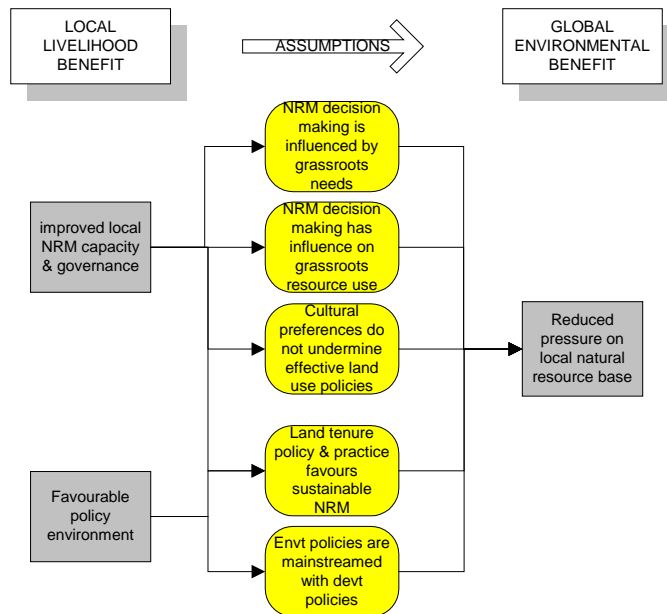 LOCAL
LIVELIHOOD
BENEFIT
ASSUMPTIONS
GLOBAL
ENVIRONMENTAL
BENEFIT
NRM decision
making is
influenced by
grassroots
needs
improved local
NRM capacity
& governance
NRM decision
making has
influence on
grassroots
resource use
Cultural
preferences do
not undermine
effective land
use policies
Reduced
pressure on
local natural
resource base
Land tenure
policy & practice
favours
sustainable
NRM
Favourable
policy
environment
Envt policies are
mainstreamed
with devt
policies